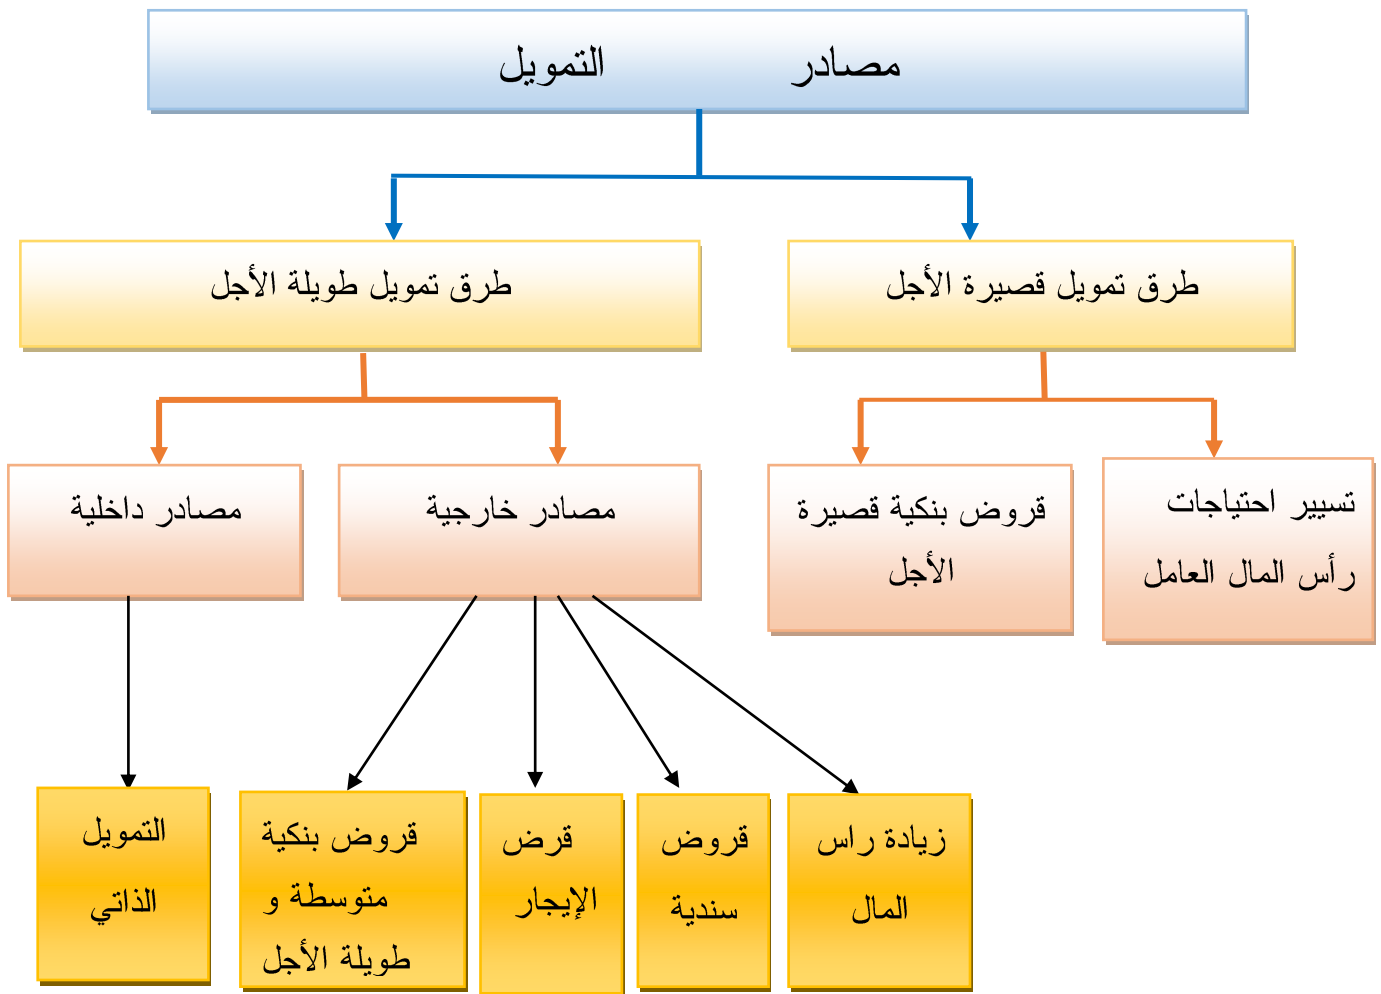 مصادر التمويل
طرق تمويل قصيرة الأجل
طرق تمويل طويلة الأجل
تسيير احتياجات
رأس المال العامل
قروض بنكية قصيرة
الأجل
مصادر خارجية
مصادر داخلية
زيادة راس
المال
قروض
سندية
قرض
الإيجار
قروض بنكية
متوسطة و
طويلة الأجل
التمويل
الذاتي